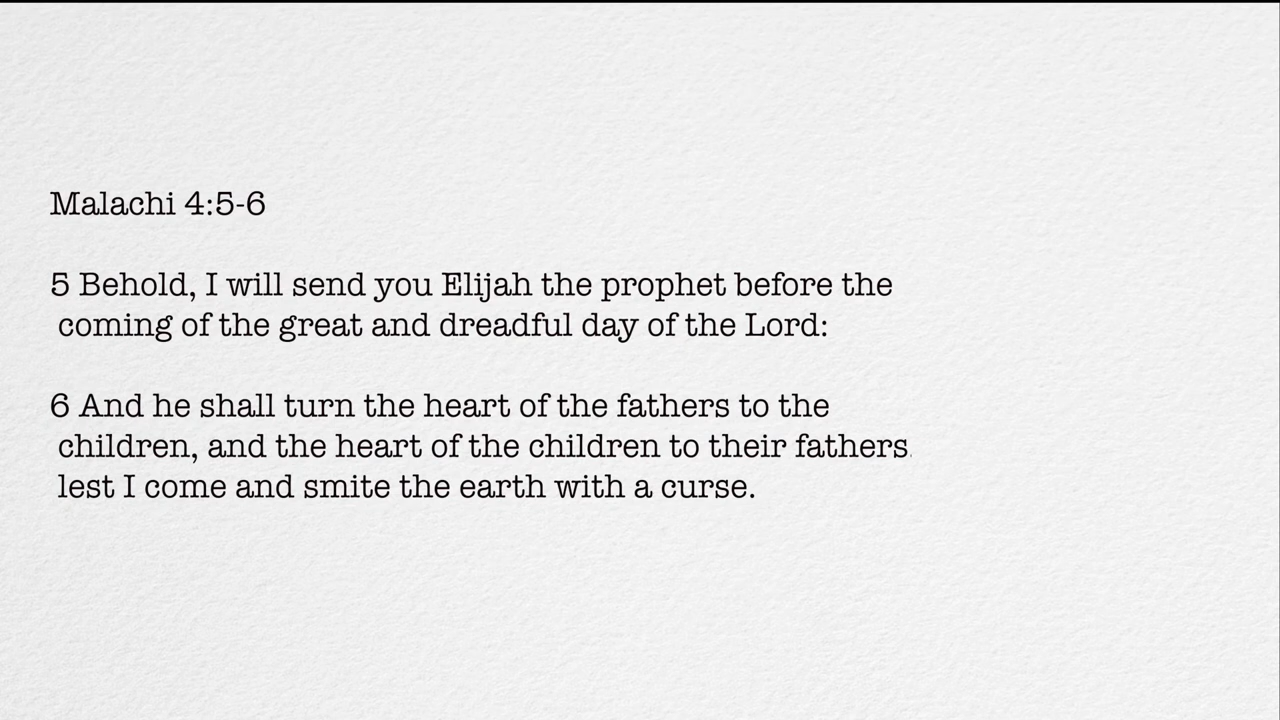 Malachi 4:5-6
5 Behold, I will send you Elijah the prophet before the
coming of the great and dreadful day of the Lord:
6 And he shall turn the heart of the fathers to the
children, and the heart of the children to their fathers
lest I come and smite the earth with a curse.